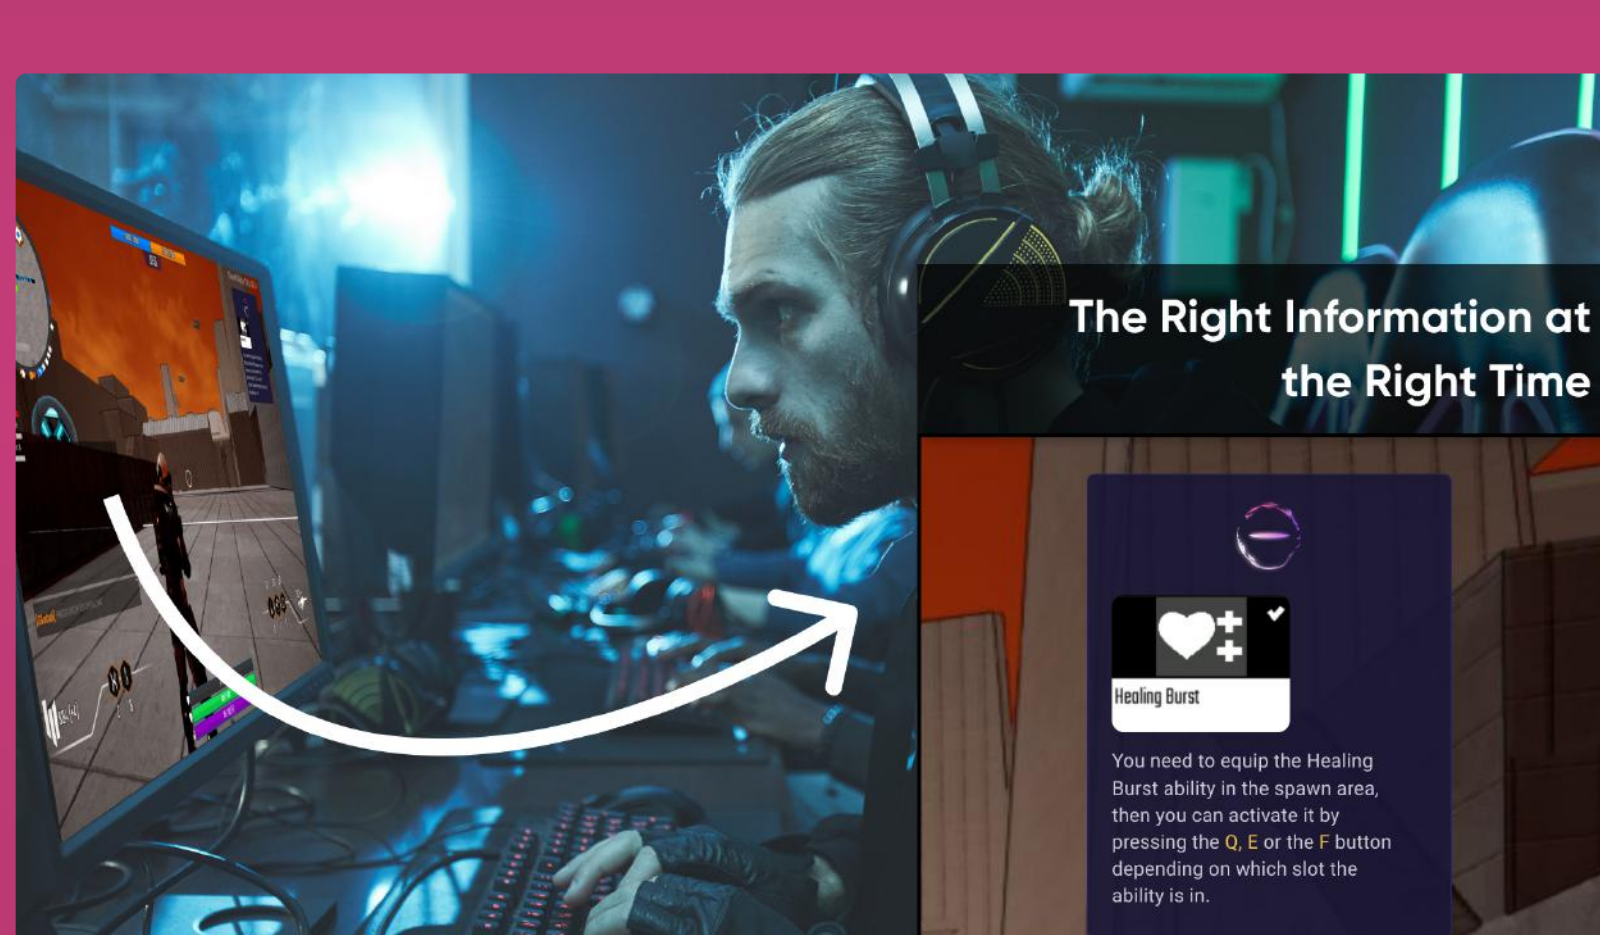 The Right Information at
the Right Time
Healing Burst
You need to equip the Healing
Burst ability in the spawn area,
then you can activate it by
pressing the Q, E or the F button
depending on which slot the
ability is in.